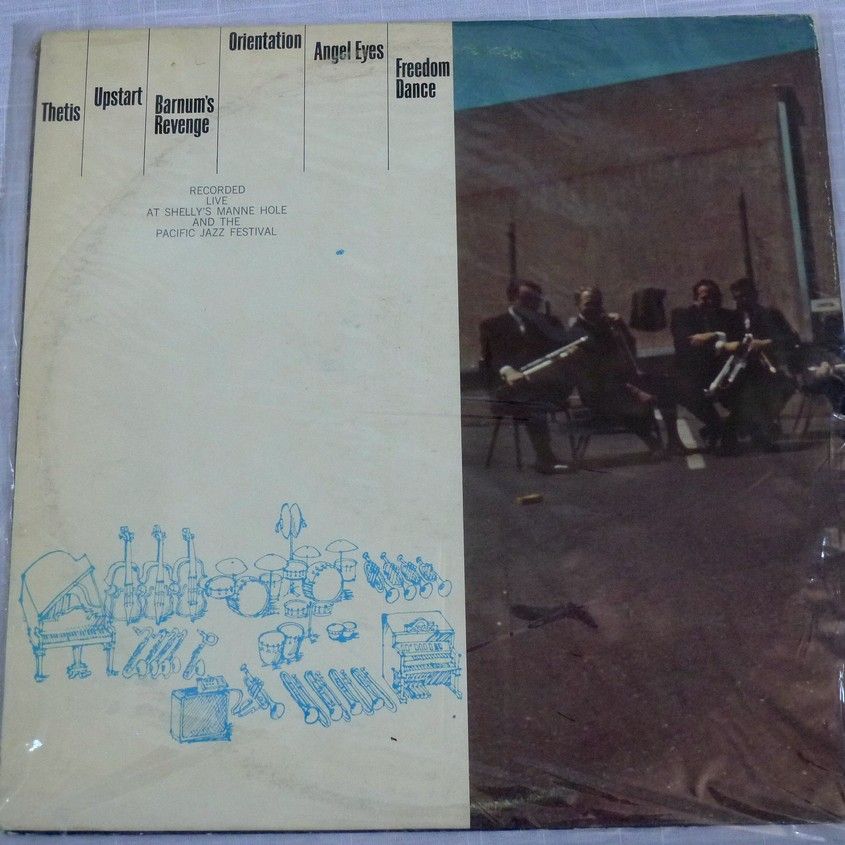 Thetis
Upstart
Barnum's
Revenge
Orientation
Angel Eyes
Freedom
Dance
RECORDED
LIVE
AT SHELLY'S MANNE HOLE
AND THE
PACIFIC JAZZ FESTIVAL